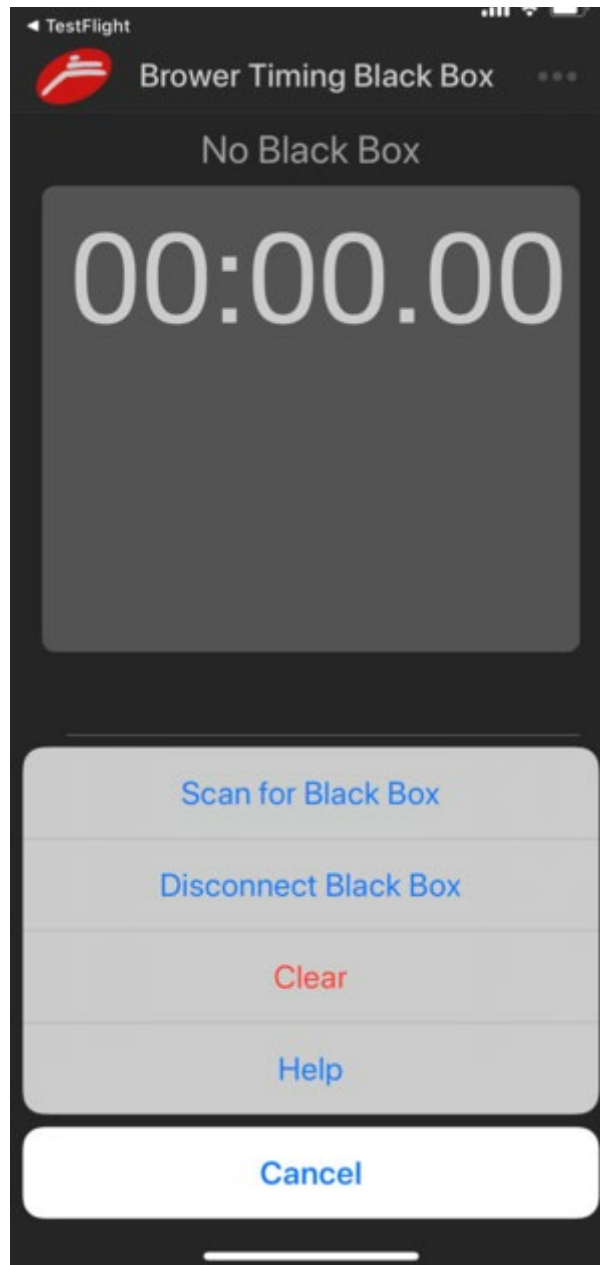 ◀ TestFlight
Brower Timing Black Box
No Black Box
00:00.00
Scan for Black Box
Disconnect Black Box
Clear
Help
Cancel